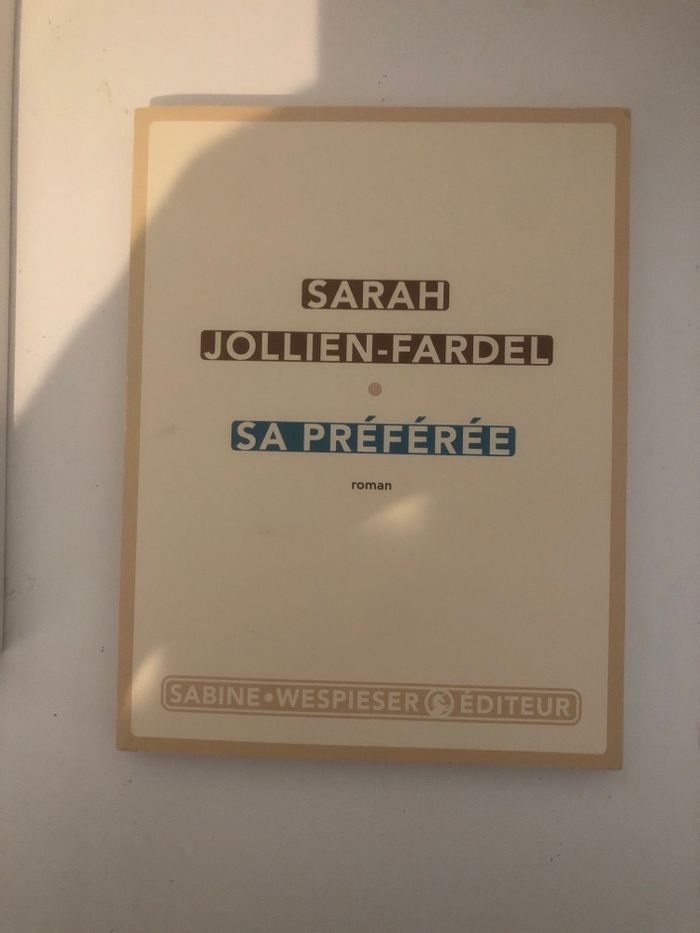 SARAH
JOLLIEN-FARDEL
SA PRÉFÉRÉE
roman
SABINE•WESPIESER ÉDITEUR